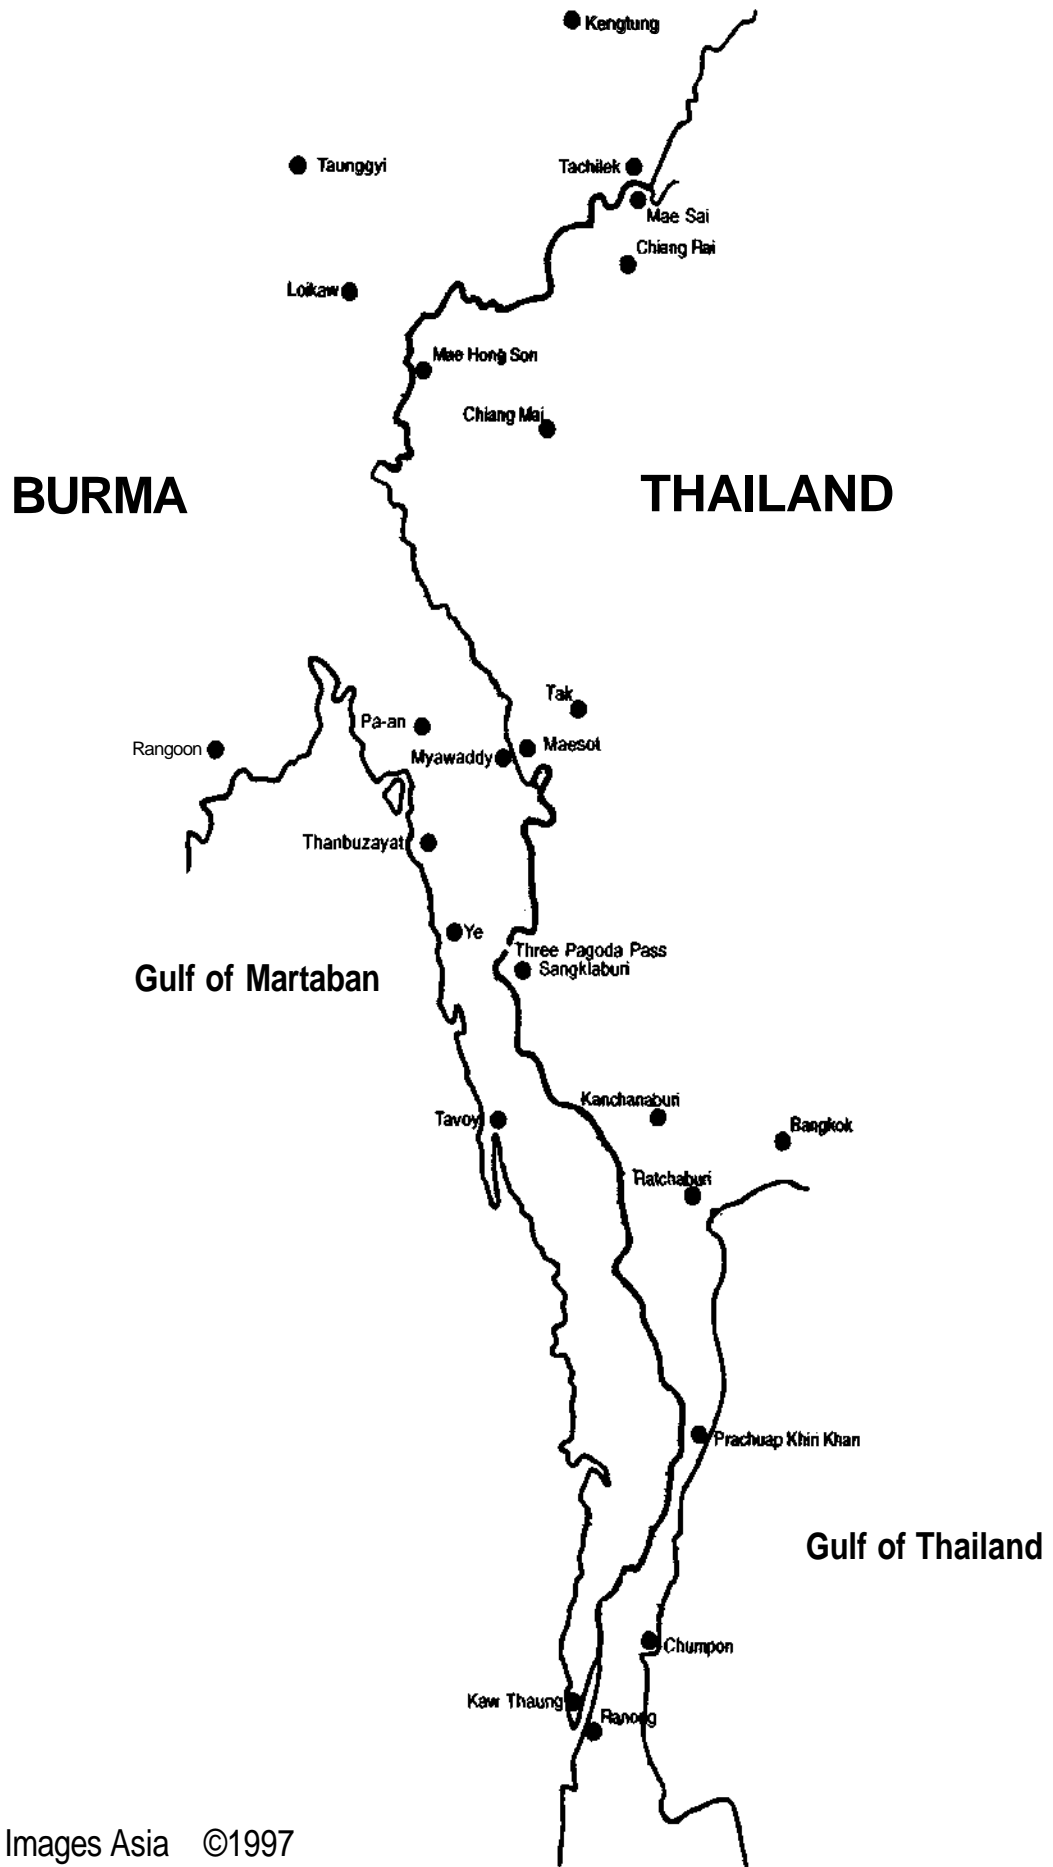 Kengtung
Taunggyi
Tachilek
Mae Sai
Chiang Rai
Loikaw
Mae Hong Son
Chiang Mai
BURMA
THAILAND
Tak
Pa-an
Rangoon
Maesot
Myawaddy
Thanbuzayat
Ye
Three Pagoda Pass
Sangklaburi
Gulf of Martaban
Kanchanaburi
Tavoy
Bangkok
Ratchaburi
Prachuap Khiri Khan
Gulf of Thailand
Chumpon
Kaw Thaung
Ranong
Images Asia ©1997